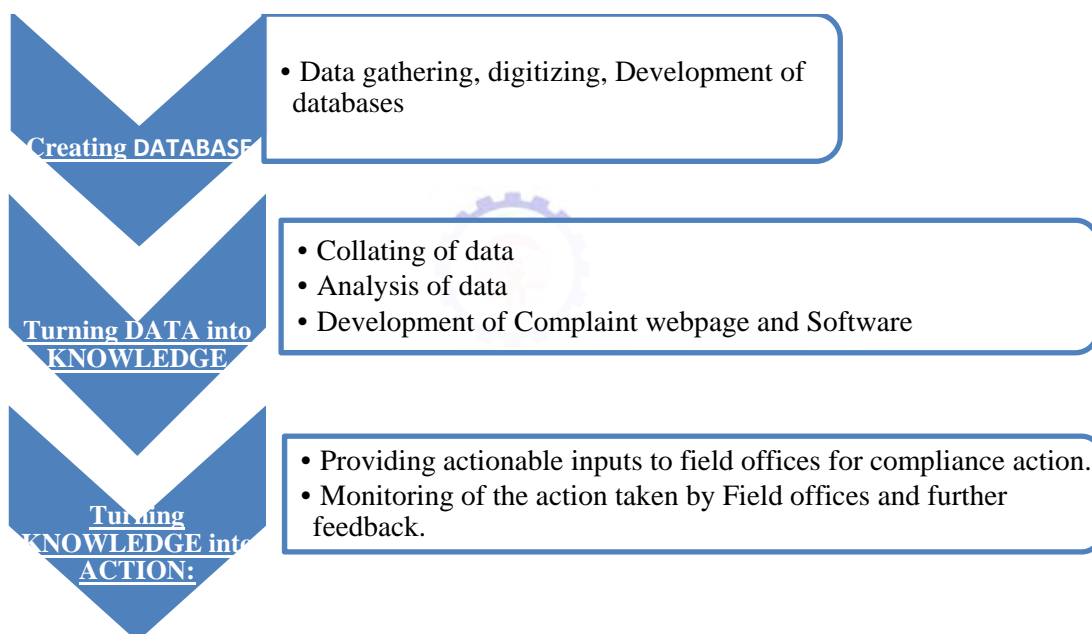 • Data gathering, digitizing, Development of
databases
Creating DATABASE
• Collating of data
• Analysis of data
• Development of Complaint webpage and Software
Turning DATA into
KNOWLEDGE
• Providing actionable inputs to field offices for compliance action.
• Monitoring of the action taken by Field offices and further
feedback.
Turning
KNOWLEDGE into
ACTION: